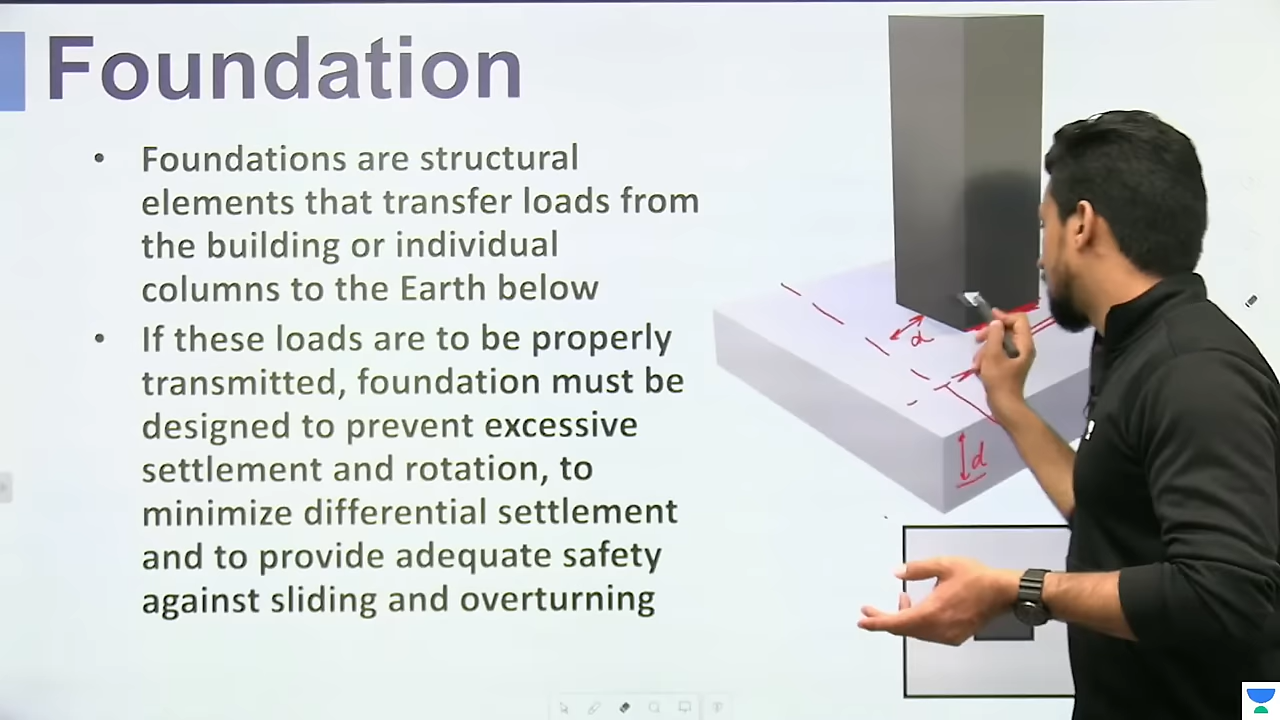 Foundation
• Foundations are structural
elements that transfer loads from
the building or individual
columns to the Earth below
• If these loads are to be properly
transmitted, foundation must be
designed to prevent excessive
settlement and rotation, to
minimize differential settlement
and to provide adequate safety
against sliding and overturning
d
d